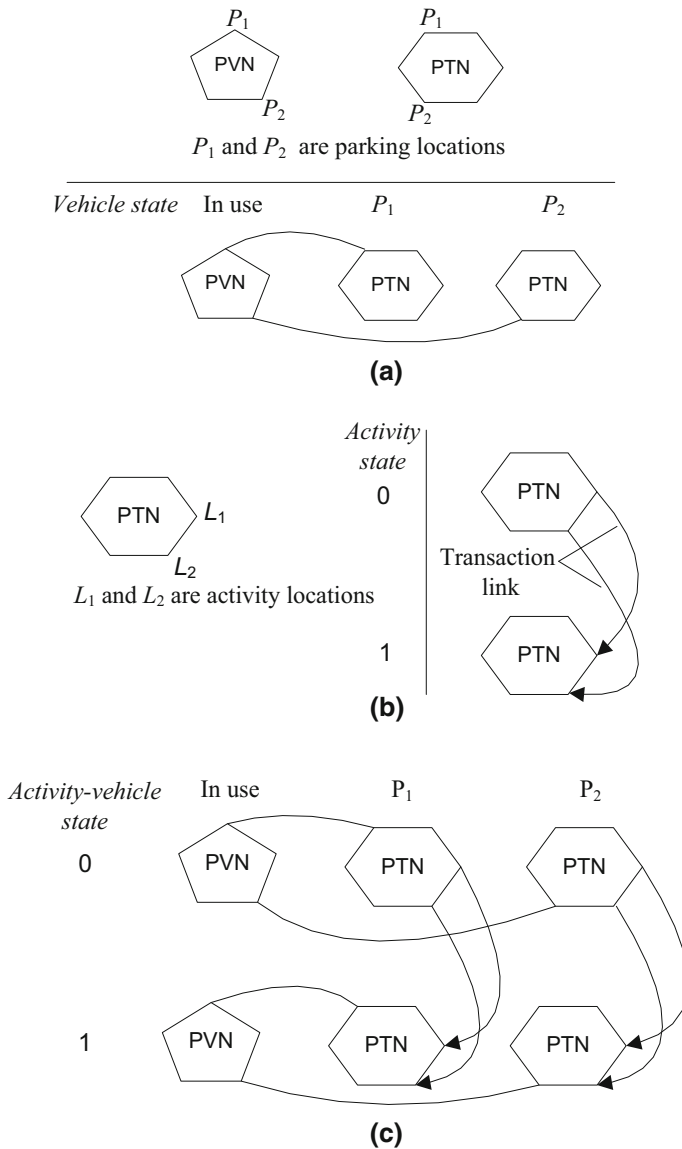 P1 P1
PVN PTN
P2 P2
P1 and P2 are parking locations
Vehicle state In use P1 P2
PVN PTN PTN
(a)
Activity
state
0
PTN
PTN L1
L2
Transaction
link
L1 and L2 are activity locations
1
PTN
(b)
Activity-vehicle
state
In use P1 P2
0
PVN PTN PTN
1
PVN PTN PTN
(c)